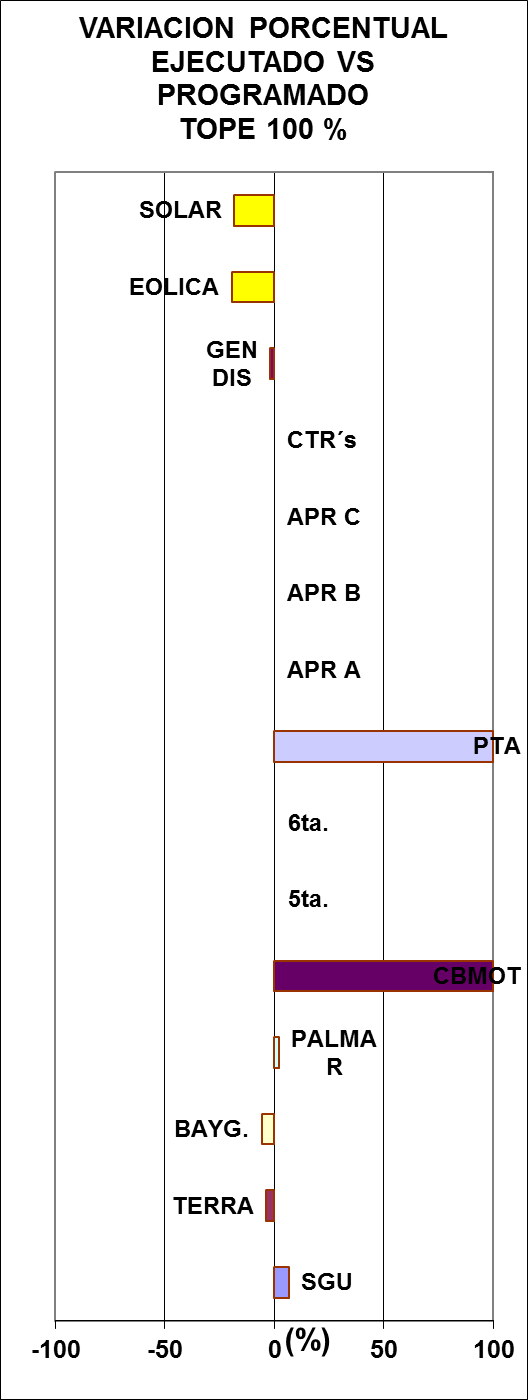 VARIACION PORCENTUAL
EJECUTADO VS
PROGRAMADO
TOPE 100 %
SOLAR
EOLICA
GEN
DIS
CTR´s
APR C
APR B
APR A
PTA
6ta.
5ta.
CBMOT
PALMA
R
BAYG.
TERRA
SGU
-100 -50 0 50 100
(%)